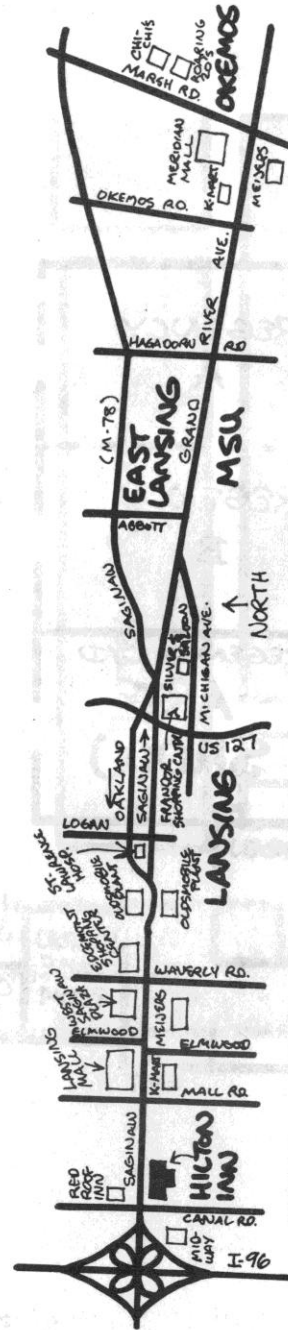 CHI-
CHIS
ROARING
20'S
MARSH RD.
OKEMOS
MERIDIAN
MALL
K-MART
MEIJERS
OKEMOS RD.
AVE.
RIVER
GRAND
HAGADORN
RD
(M-78)
EAST
LANSING
MSU
ABBOTT
SAGINAW
MICHIGAN AVE.
NORTH
SALOON
FRANDOR
SHOPPING CNTR
US 127
OAKLAND
SAGINAW
LOGAN
LANSING
ST.
LAWRENCE
HOSP.
OLDSMOBILE
PLANT
OLDSMOBILE
PLANT
WAVERLY RD.
ELMWOOD
ELMWOOD
MEIJERS
LANSING
MALL
K-MART
MALL RD
SAGINAW
RED
ROOF
INN
HILTON
INN
CANAL RD.
MID-
WAY
I-96